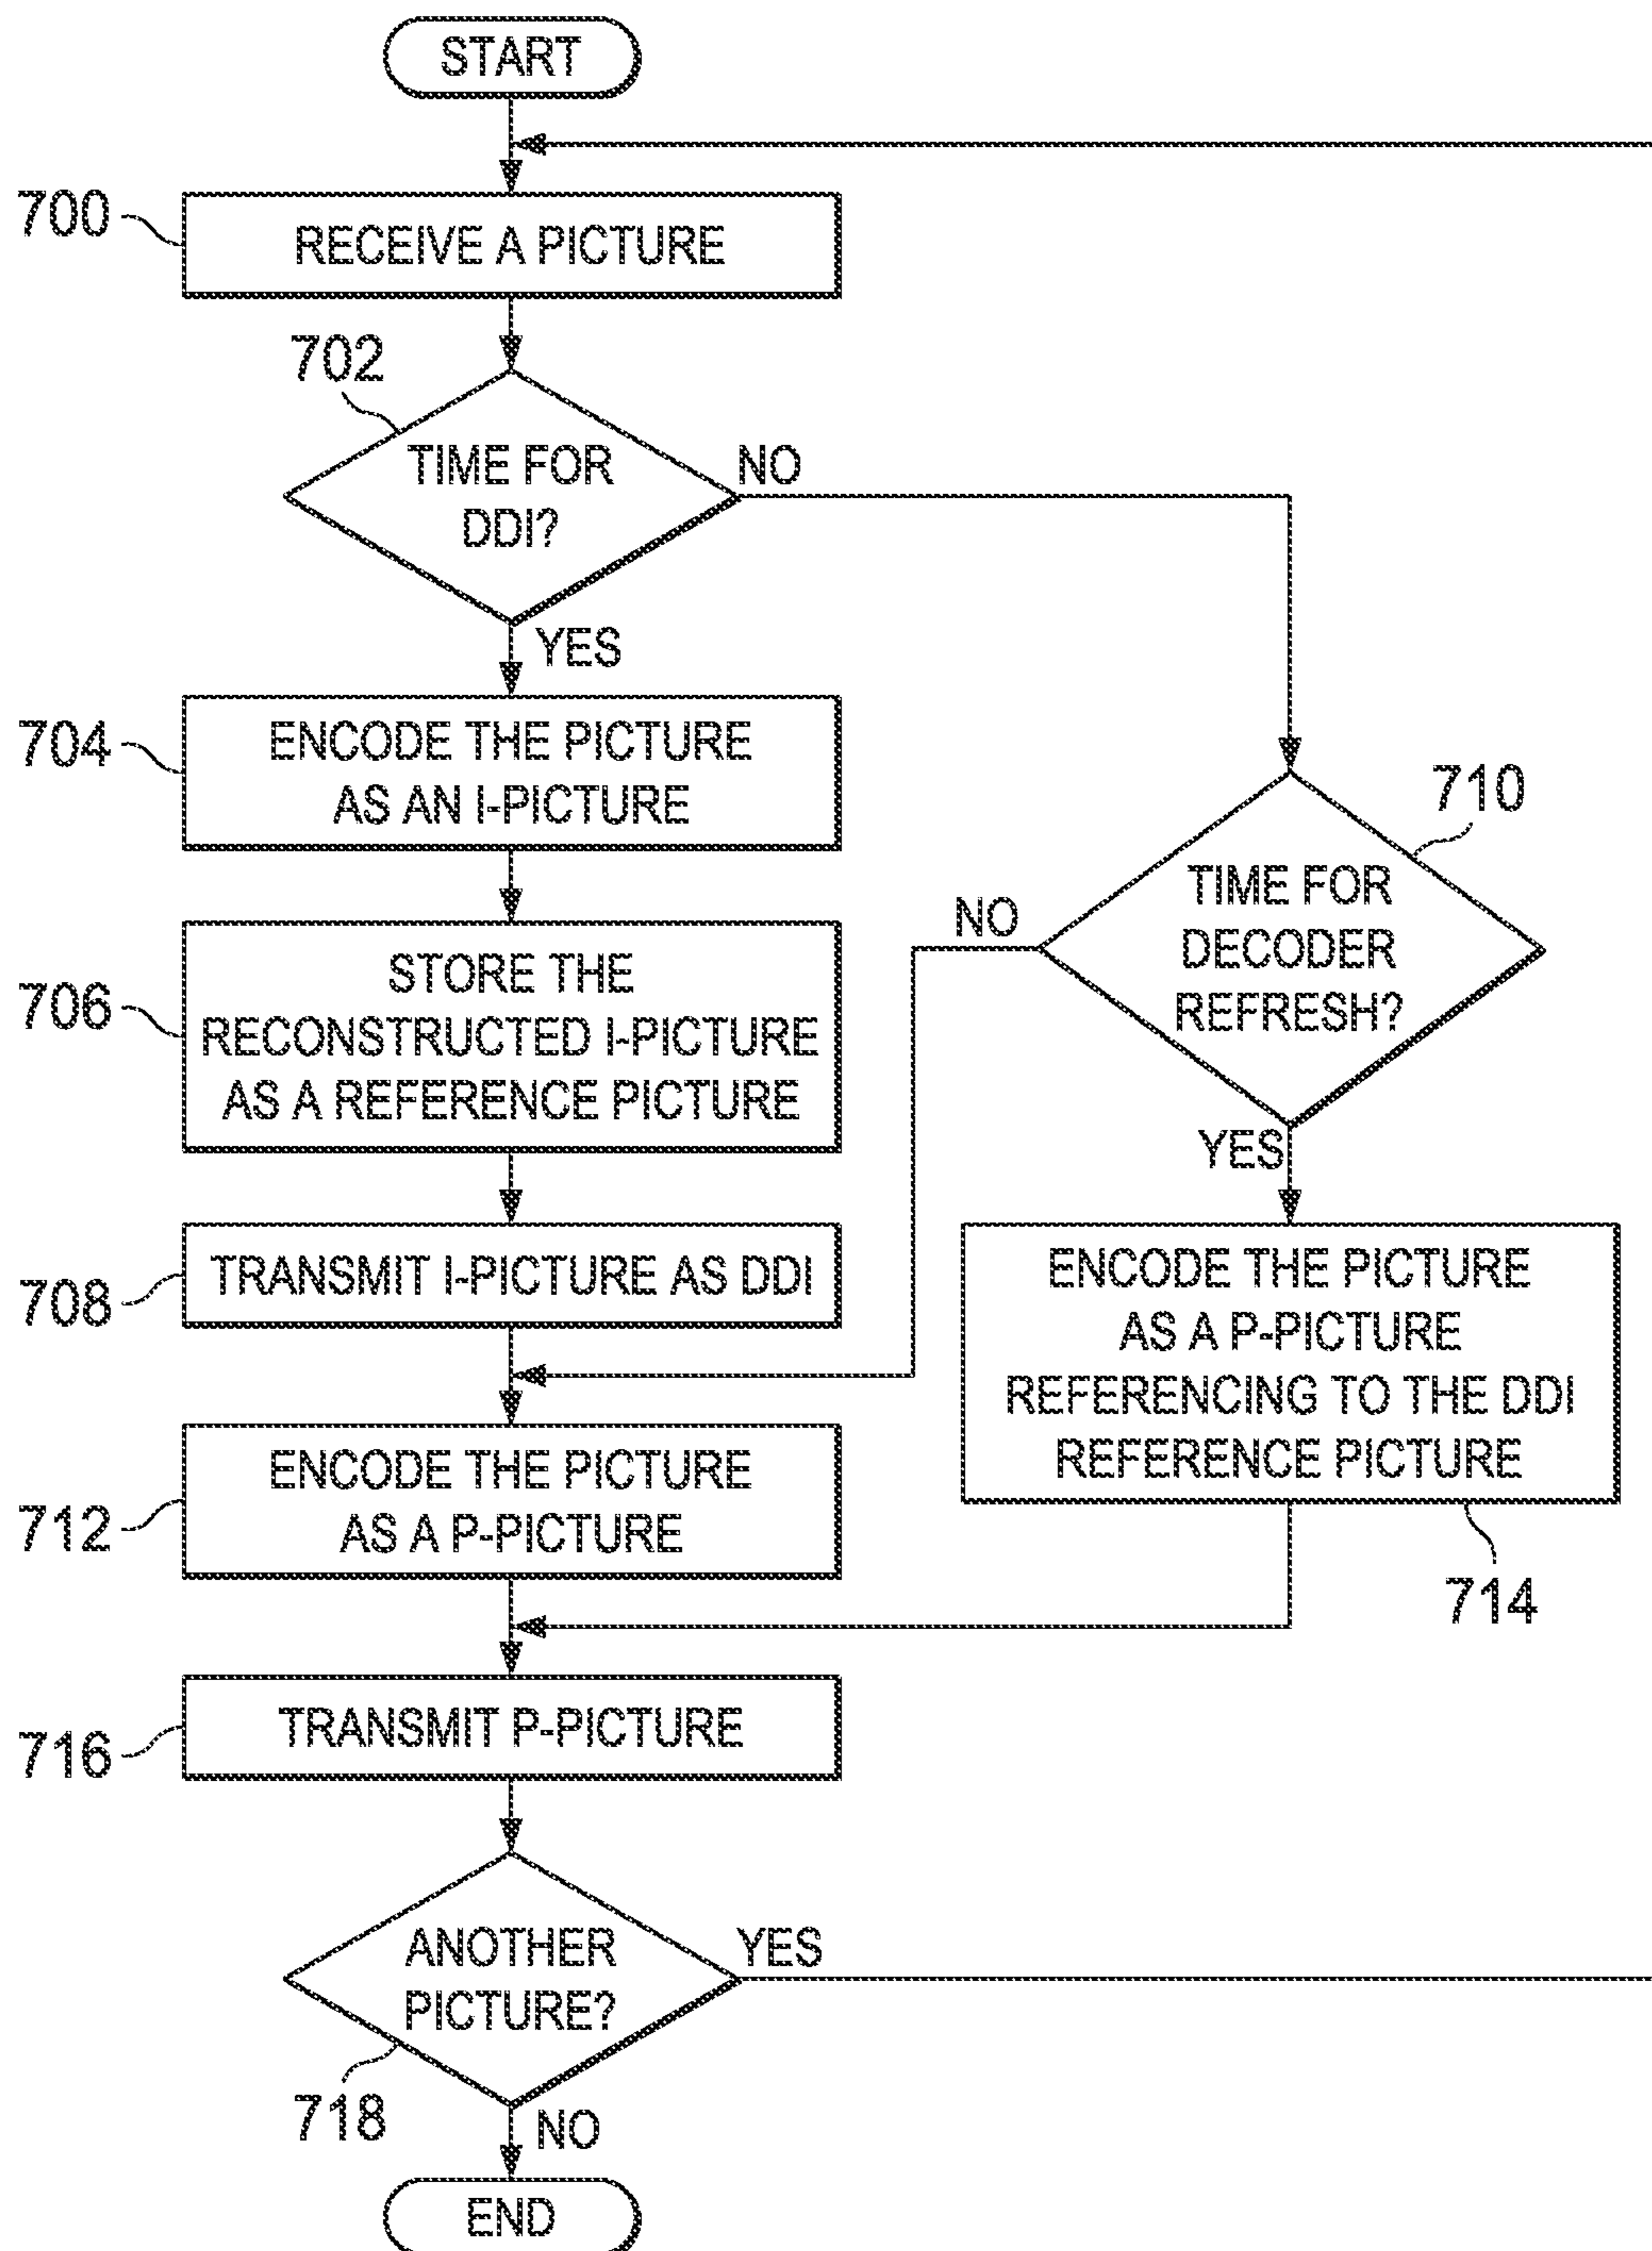 START
700
RECEIVE A PICTURE
702
TIME FOR
DDI?
NO
YES
704
ENCODE THE PICTURE
AS AN I-PICTURE
710
TIME FOR
DECODER
REFRESH?
NO
YES
706
STORE THE
RECONSTRUCTED I-PICTURE
AS A REFERENCE PICTURE
708
TRANSMIT I-PICTURE AS DDI
ENCODE THE PICTURE
AS A P-PICTURE
REFERENCING TO THE DDI
REFERENCE PICTURE
714
712
ENCODE THE PICTURE
AS A P-PICTURE
716
TRANSMIT P-PICTURE
ANOTHER
PICTURE?
YES
718
NO
END